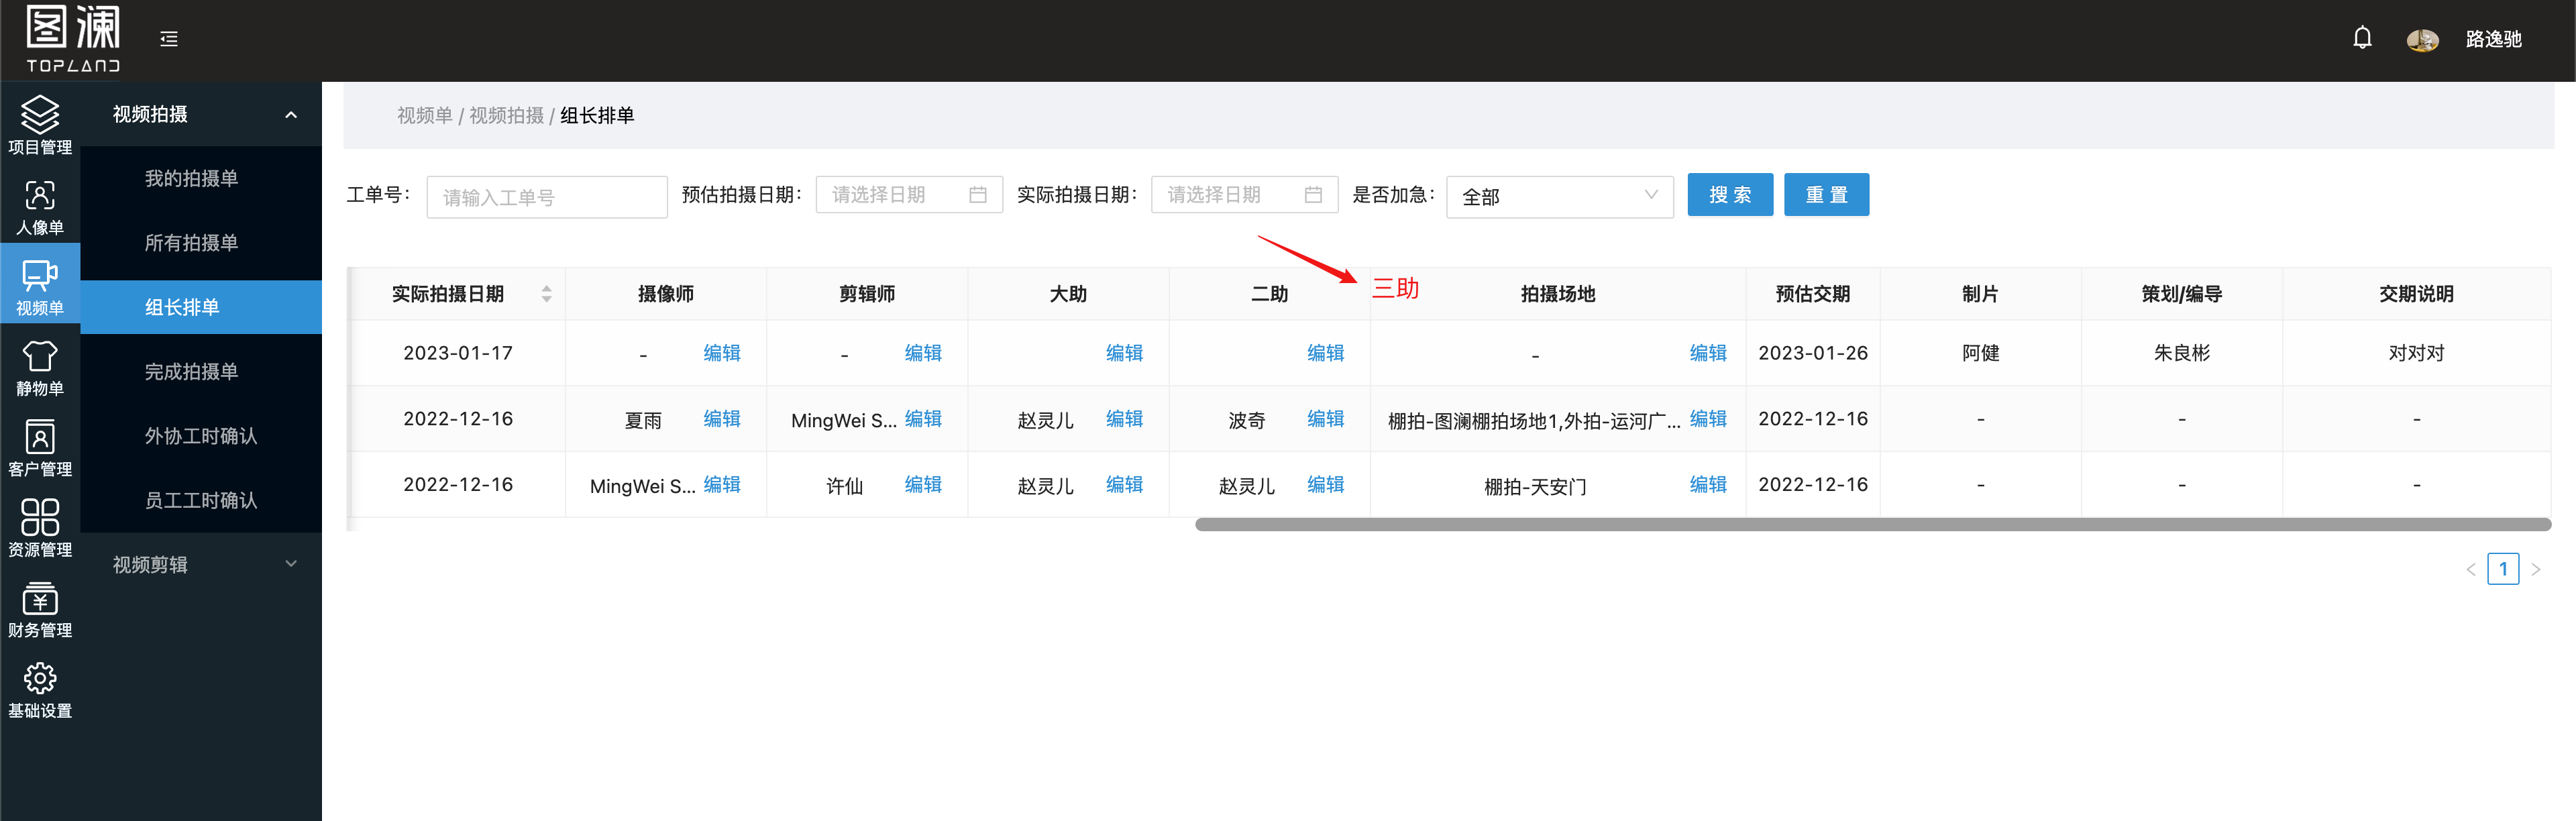 图澜
TOPLAND
路逸驰
项目管理
人像单
视频单
静物单
客户管理
资源管理
财务管理
基础设置
视频拍摄
我的拍摄单
所有拍摄单
组长排单
完成拍摄单
外协工时确认
员工工时确认
视频剪辑
视频单 / 视频拍摄 / 组长排单
工单号: 请输入工单号 预估拍摄日期: 请选择日期 实际拍摄日期: 请选择日期 是否加急: 全部 搜 索 重 置
实际拍摄日期 摄像师 剪辑师 大助 二助 三助 拍摄场地 预估交期 制片 策划/编导 交期说明
2023-01-17 - 编辑 - 编辑 编辑 编辑 - 编辑 2023-01-26 阿健 朱良彬 对对对
2022-12-16 夏雨 编辑 MingWei S... 编辑 赵灵儿 编辑 波奇 编辑 棚拍-图澜棚拍场地1,外拍-运河广... 编辑 2022-12-16 - - -
2022-12-16 MingWei S... 编辑 许仙 编辑 赵灵儿 编辑 赵灵儿 编辑 棚拍-天安门 编辑 2022-12-16 - - -
< 1 >